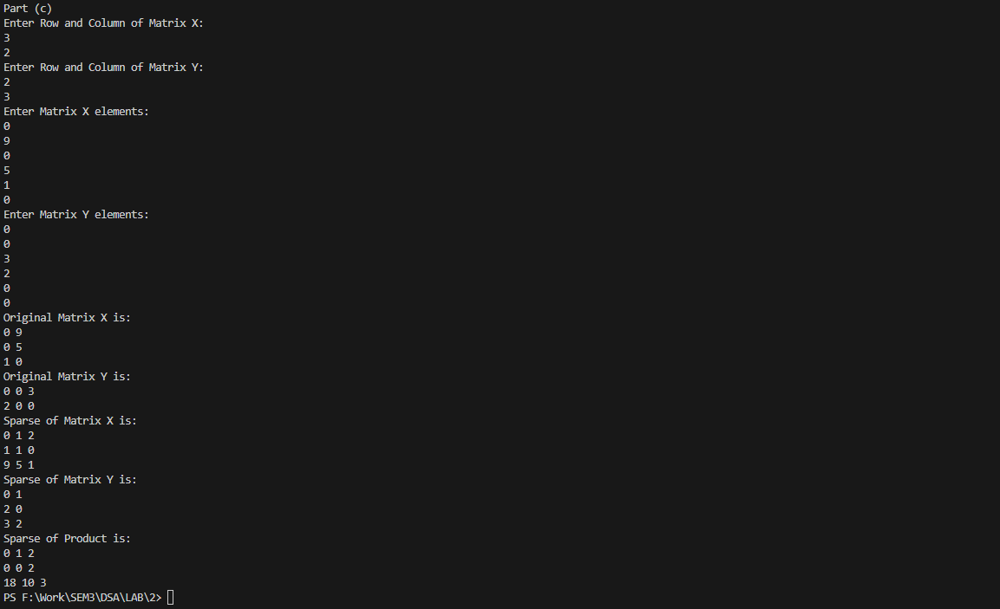 Part (c)
Enter Row and Column of Matrix X:
3
2
Enter Row and Column of Matrix Y:
2
3
Enter Matrix X elements:
0
9
0
5
1
0
Enter Matrix Y elements:
0
0
3
2
0
0
Original Matrix X is:
0 9
0 5
1 0
Original Matrix Y is:
0 0 3
2 0 0
Sparse of Matrix X is:
0 1 2
1 1 0
9 5 1
Sparse of Matrix Y is:
0 1
2 0
3 2
Sparse of Product is:
0 1 2
0 0 2
18 10 3
PS F:\Work\SEM3\DSA\LAB\2>